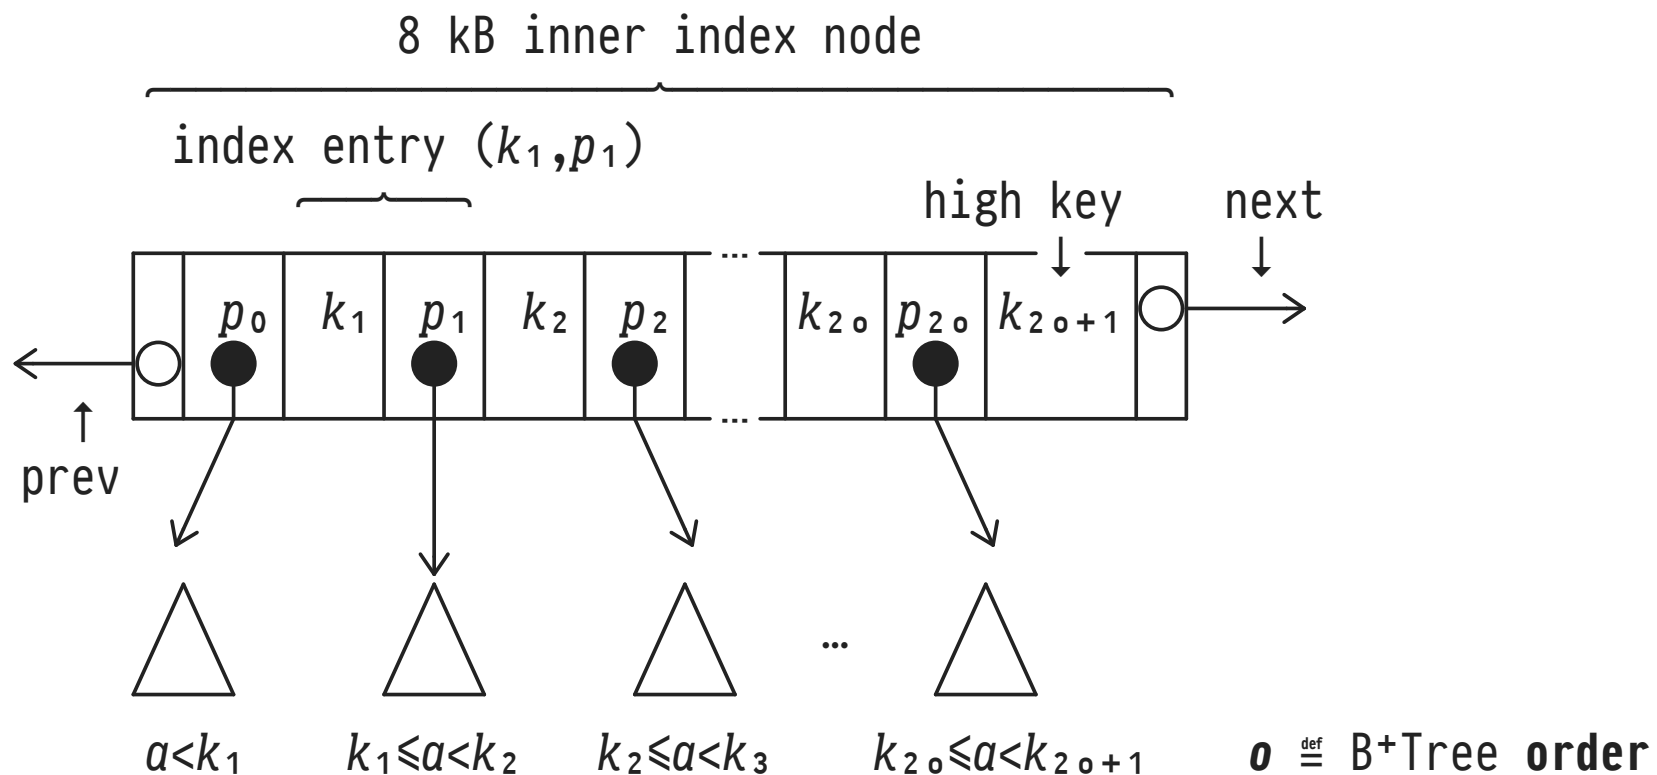 8 kB inner index node
index entry (k₁,p₁)
high key next
... 
p₀ k₁ p₁ k₂ p₂ k₂ₒ p₂ₒ k₂ₒ₊₁
...
prev
...
a<k₁ k₁⩽a<k₂ k₂⩽a<k₃ k₂ₒ⩽a<k₂ₒ₊₁ o ≝ B⁺Tree order